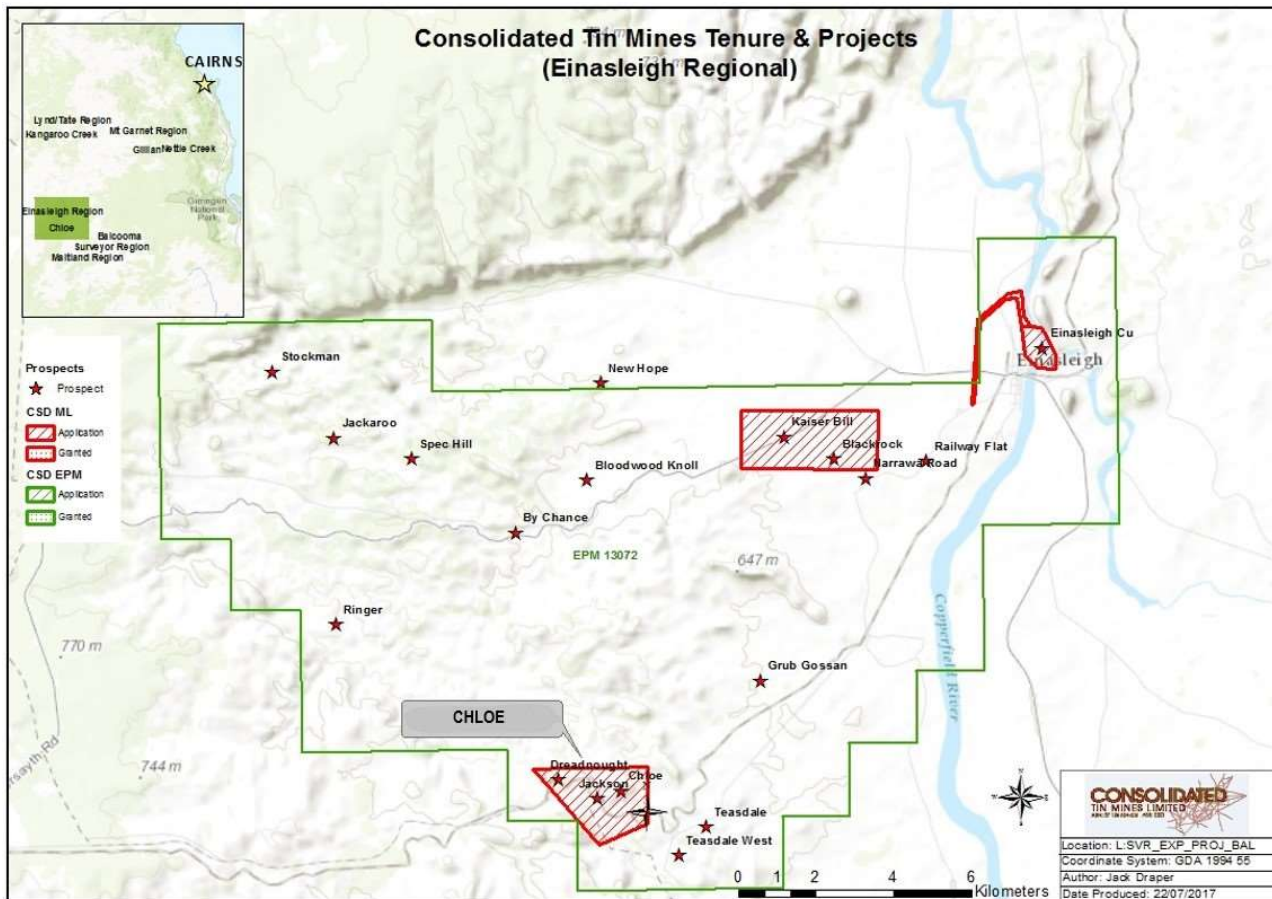 Consolidated Tin Mines Tenure & Projects
(Einasleigh Regional)
CAIRNS
Lynd/Tate Region
Kangaroo Creek
Mt Garnet Region
Gillian
Nettle Creek
National
Park
Einasleigh Region
Chloe
Balcooma
Surveyor Region
Maitland Region
Prospects
Prospect
CSD ML
Application
Granted
CSD EPM
Application
Granted
Stockman
New Hope
Einasleigh Cu
Einasleigh
Jackaroo
Spec Hill
Kaiser Bill
Blackrock
Railway Flat
Narrawa Road
Bloodwood Knoll
By Chance
EPM 13072
647 m
Ringer
770 m
Copperfield River
Grub Gossan
CHLOE
744 m
Dreadnought
Chloe
Jackson
Teasdale
Teasdale West
0 1 2 4 6
Kilometers
CONSOLIDATED
TIN MINES LIMITED
Location: L:SVR_EXP_PROJ_BAL
Coordinate System: GDA 1994 55
Author: Jack Draper
Date Produced: 22/07/2017